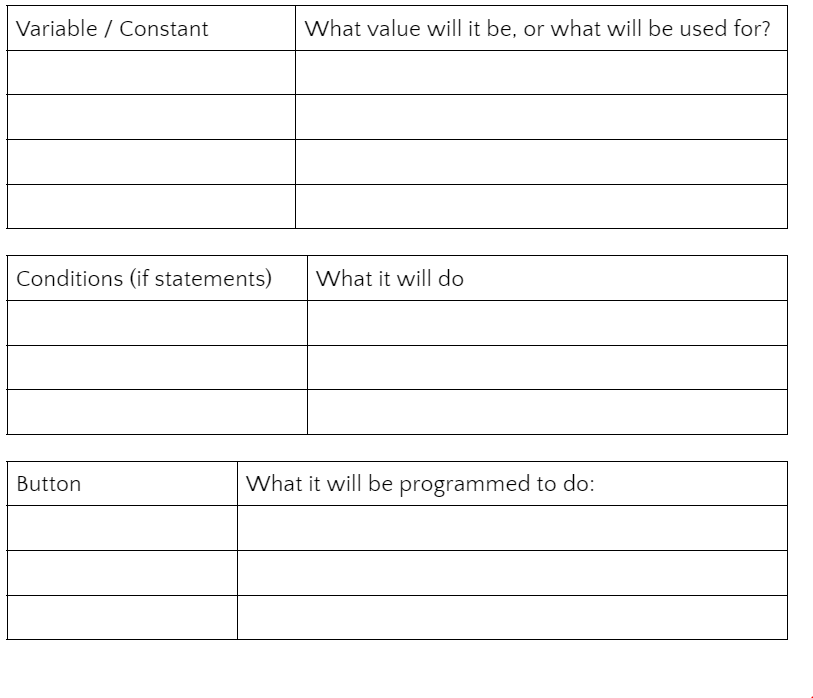 Variable / Constant
What value will it be, or what will be used for?
Conditions (if statements)
What it will do
Button
What it will be programmed to do: